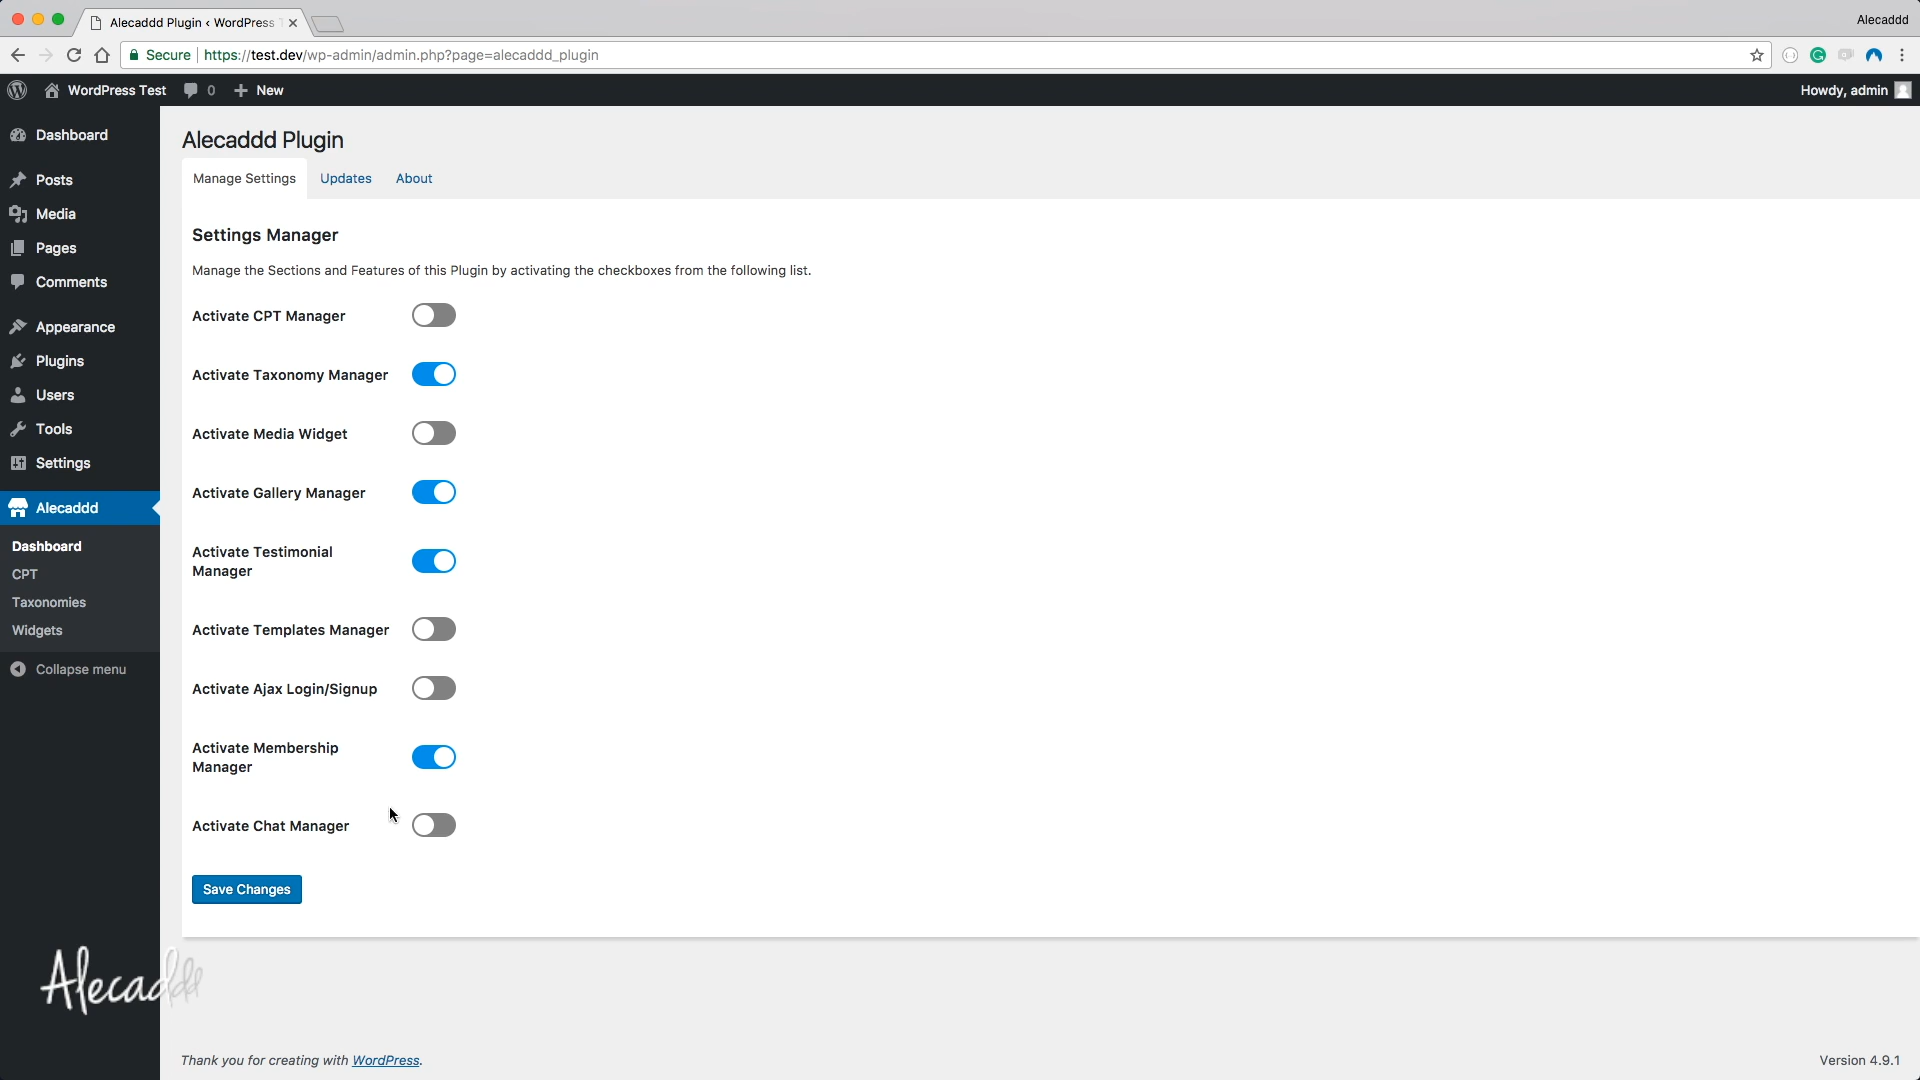 Alecaddd Plugin ‹ WordPress
Alecaddd
Secure
https://test.dev/wp-admin/admin.php?page=alecaddd_plugin
WordPress Test
0
New
Howdy, admin
Dashboard
Posts
Media
Pages
Comments
Appearance
Plugins
Users
Tools
Settings
Alecaddd
Dashboard
CPT
Taxonomies
Widgets
Collapse menu
Alecaddd Plugin
Manage Settings
Updates
About
Settings Manager
Manage the Sections and Features of this Plugin by activating the checkboxes from the following list.
Activate CPT Manager
Activate Taxonomy Manager
Activate Media Widget
Activate Gallery Manager
Activate Testimonial
Manager
Activate Templates Manager
Activate Ajax Login/Signup
Activate Membership
Manager
Activate Chat Manager
Save Changes
Alecaddd
Thank you for creating with WordPress.
Version 4.9.1